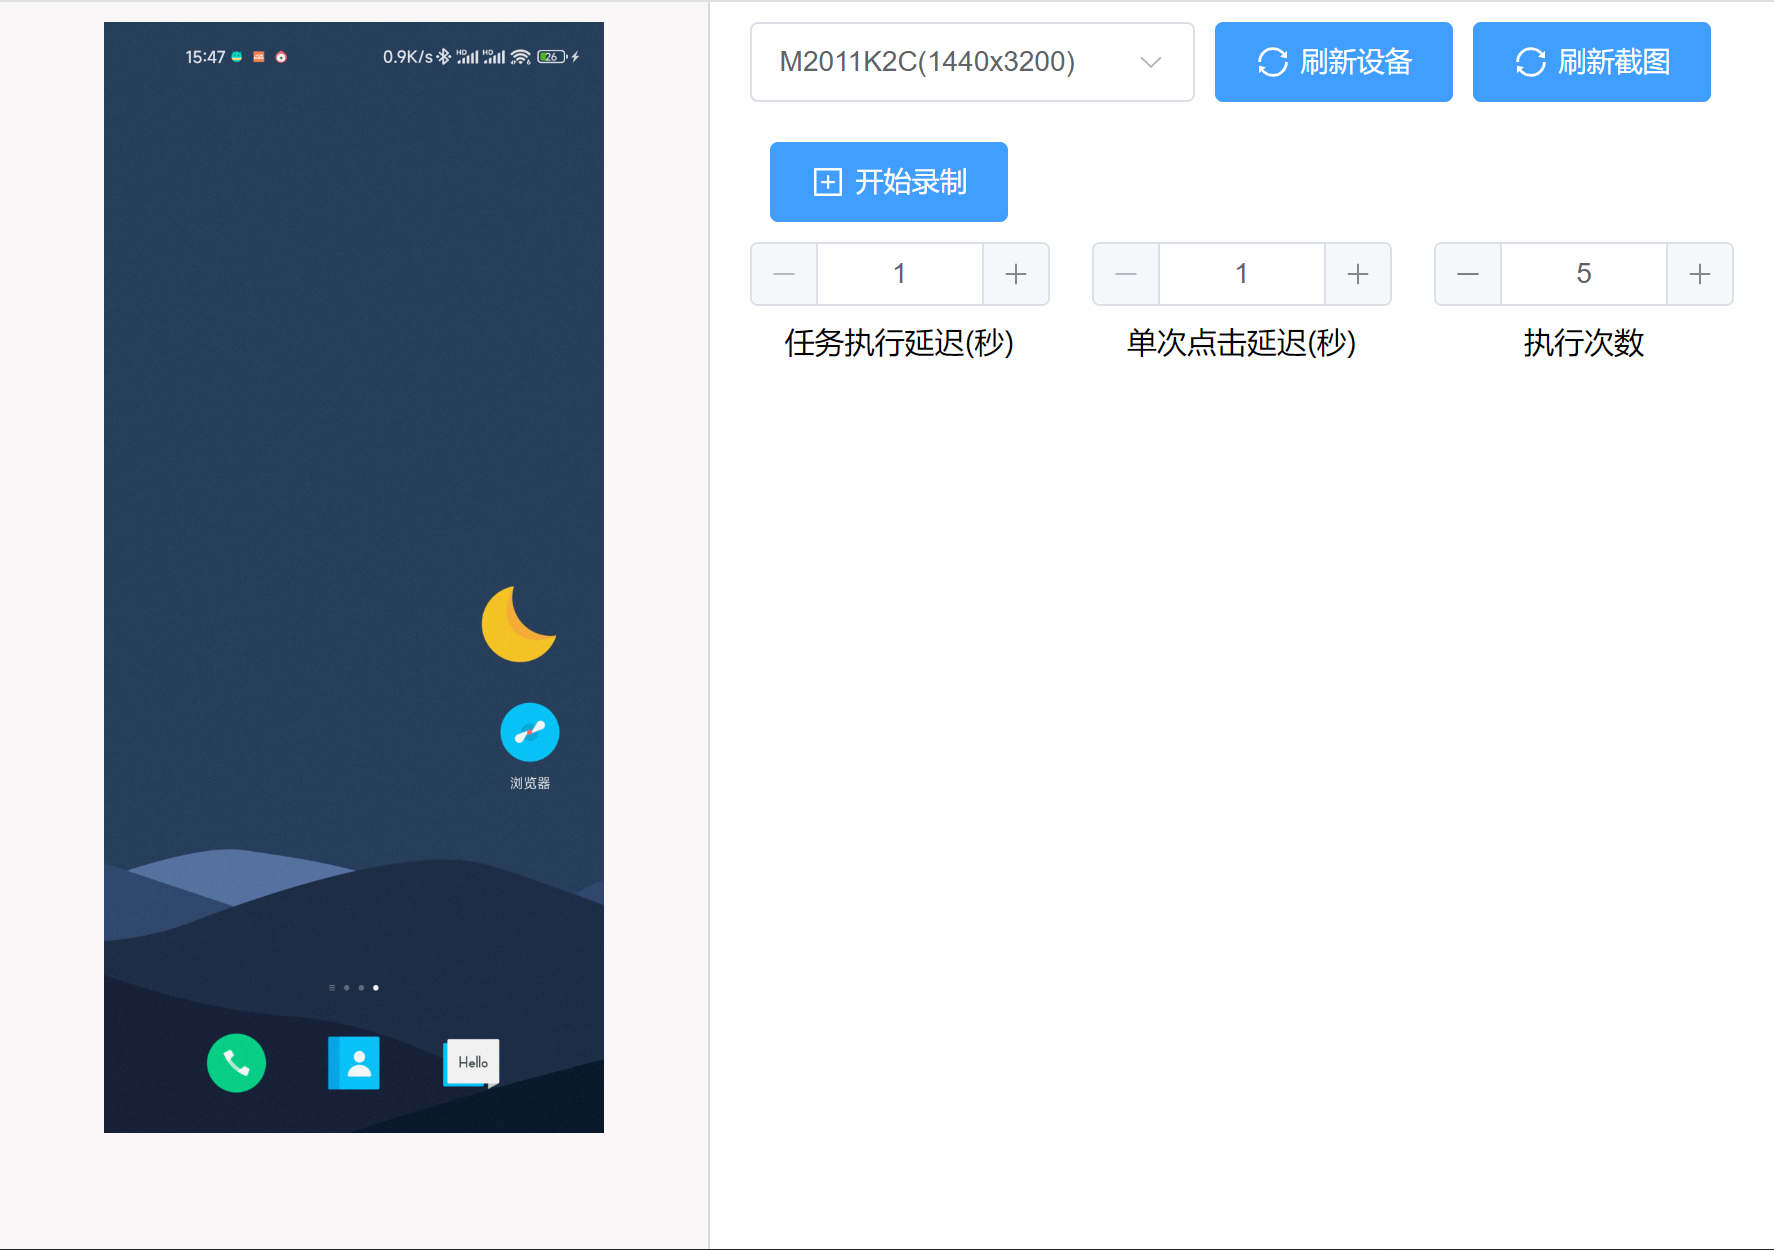 15:47
0.9K/s
HD
HD
26
浏览器
Hello
M2011K2C(1440x3200)
刷新设备
刷新截图
开始录制
1
1
5
任务执行延迟(秒)
单次点击延迟(秒)
执行次数